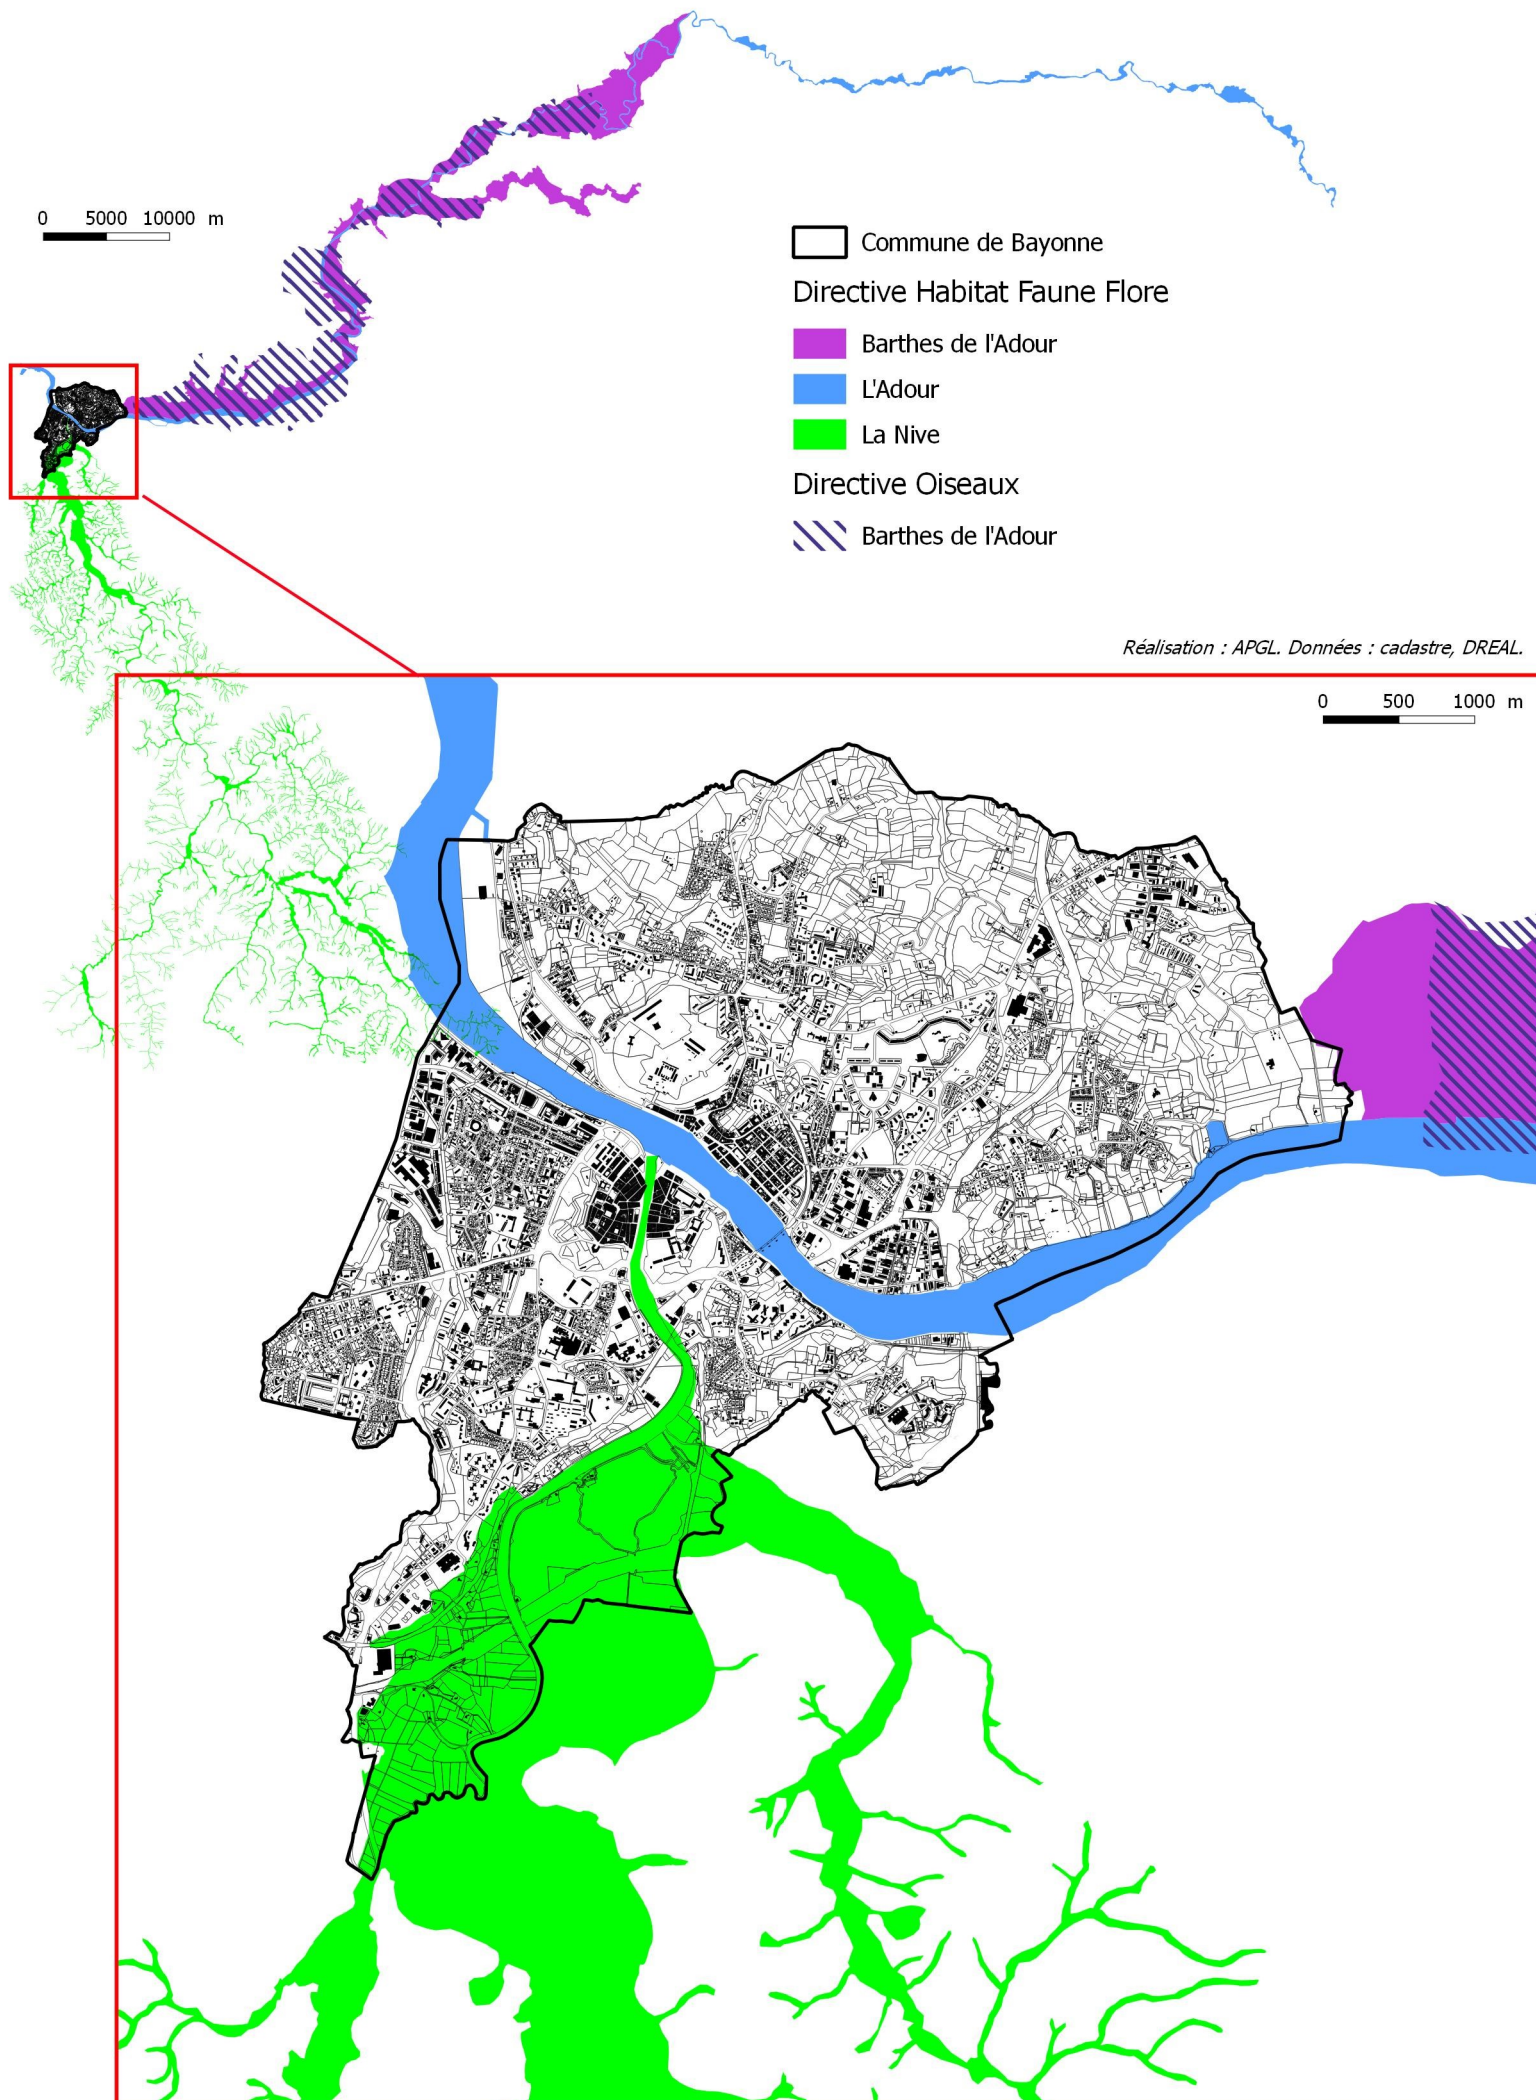 0 5000 10000 m
Commune de Bayonne
Directive Habitat Faune Flore
Barthes de l'Adour
L'Adour
La Nive
Directive Oiseaux
Barthes de l'Adour
Réalisation : APGL. Données : cadastre, DREAL.
0 500 1000 m